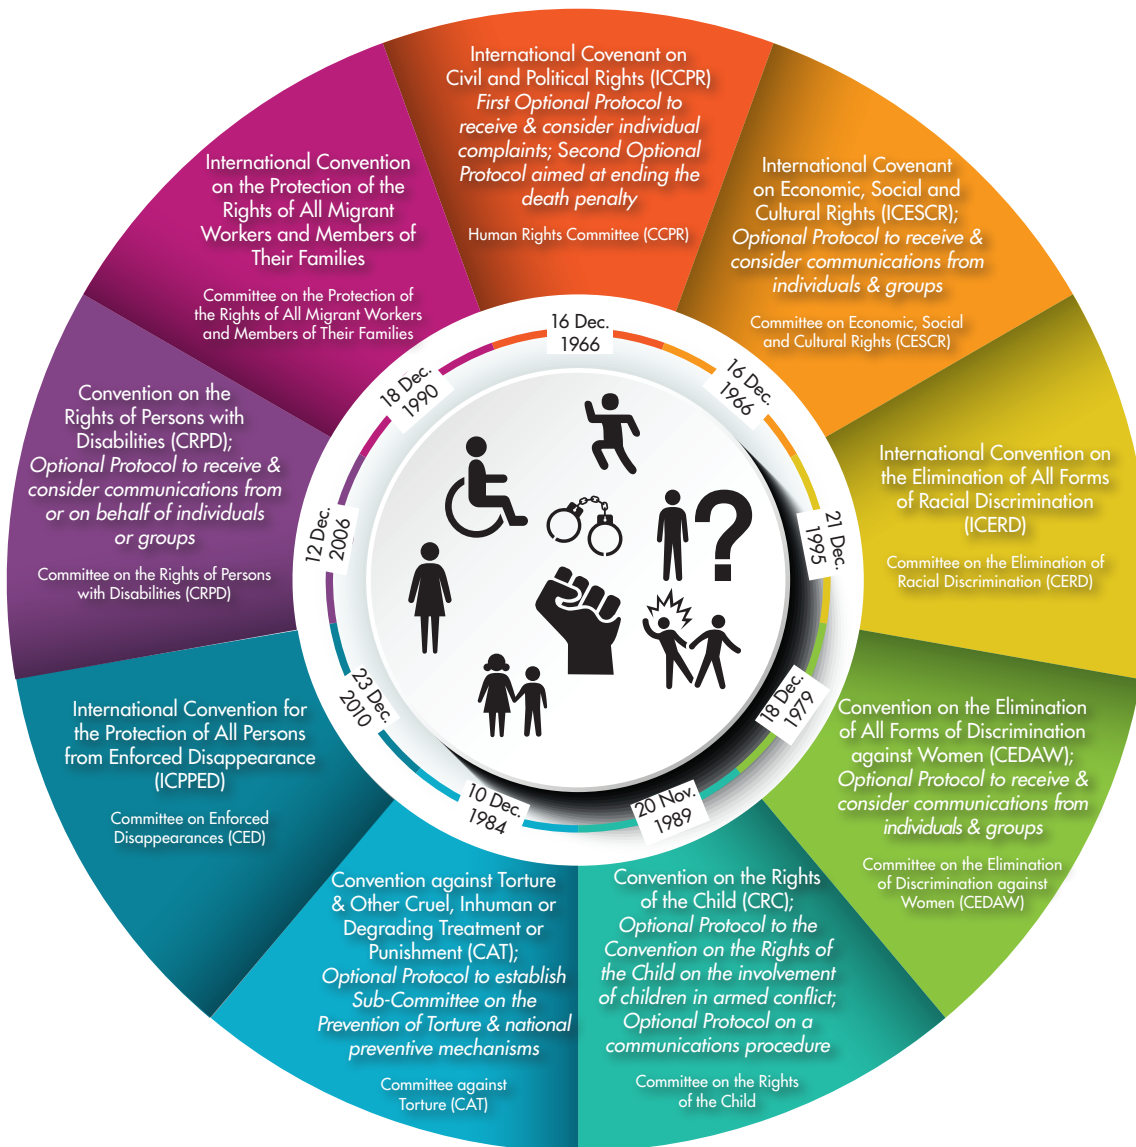 International Covenant on
Civil and Political Rights (ICCPR)
First Optional Protocol to
receive & consider individual
complaints; Second Optional
Protocol aimed at ending the
death penalty
Human Rights Committee (CCPR)
16 Dec.
1966
International Covenant
on Economic, Social and
Cultural Rights (ICESCR);
Optional Protocol to receive &
consider communications from
individuals & groups
Committee on Economic, Social
and Cultural Rights (CESCR)
16 Dec.
1966
International Convention on
the Elimination of All Forms
of Racial Discrimination
(ICERD)
Committee on the Elimination of
Racial Discrimination (CERD)
21 Dec.
1995
Convention on the Elimination
of All Forms of Discrimination
against Women (CEDAW);
Optional Protocol to receive &
consider communications from
individuals & groups
Committee on the Elimination
of Discrimination against
Women (CEDAW)
18 Dec.
1979
Convention on the Rights
of the Child (CRC);
Optional Protocol to the
Convention on the Rights of
the Child on the involvement
of children in armed conflict;
Optional Protocol on a
communications procedure
Committee on the Rights
of the Child
20 Nov.
1989
Convention against Torture
& Other Cruel, Inhuman or
Degrading Treatment or
Punishment (CAT);
Optional Protocol to establish
Sub-Committee on the
Prevention of Torture & national
preventive mechanisms
Committee against
Torture (CAT)
10 Dec.
1984
International Convention for
the Protection of All Persons
from Enforced Disappearance
(ICPPED)
Committee on Enforced
Disappearances (CED)
23 Dec.
2010
Convention on the
Rights of Persons with
Disabilities (CRPD);
Optional Protocol to receive &
consider communications from
or on behalf of individuals
or groups
Committee on the Rights of Persons
with Disabilities (CRPD)
12 Dec.
2006
International Convention
on the Protection of the
Rights of All Migrant
Workers and Members of
Their Families
Committee on the Protection of
the Rights of All Migrant Workers
and Members of Their Families
18 Dec.
1990
?